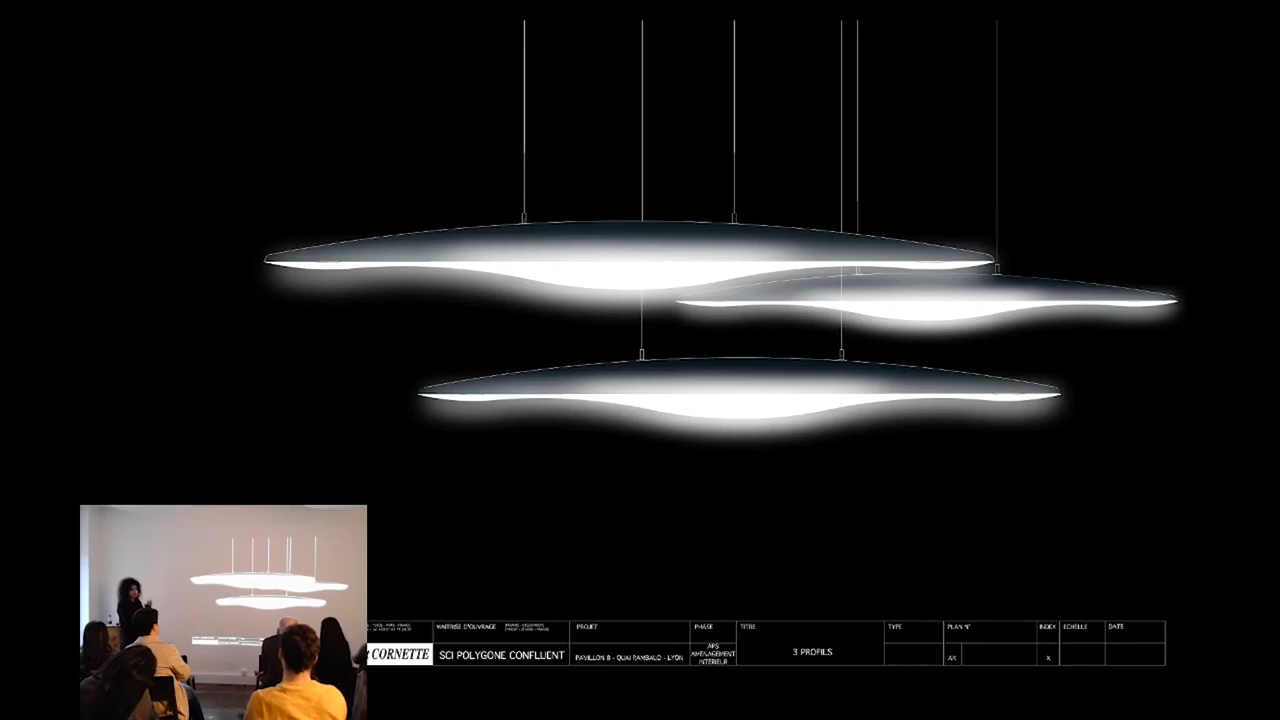 MAITRISE D'OUVRAGE
PROJET
PHASE
TITRE
TYPE
PLAN N°
INDEX
ECHELLE
DATE
CORNETTE
SCI POLYGONE CONFLUENT
PAVILLON 8 - QUAI RAMBAUD - LYON
APS
AMENAGEMENT
INTERIEUR
3 PROFILS
AR
X